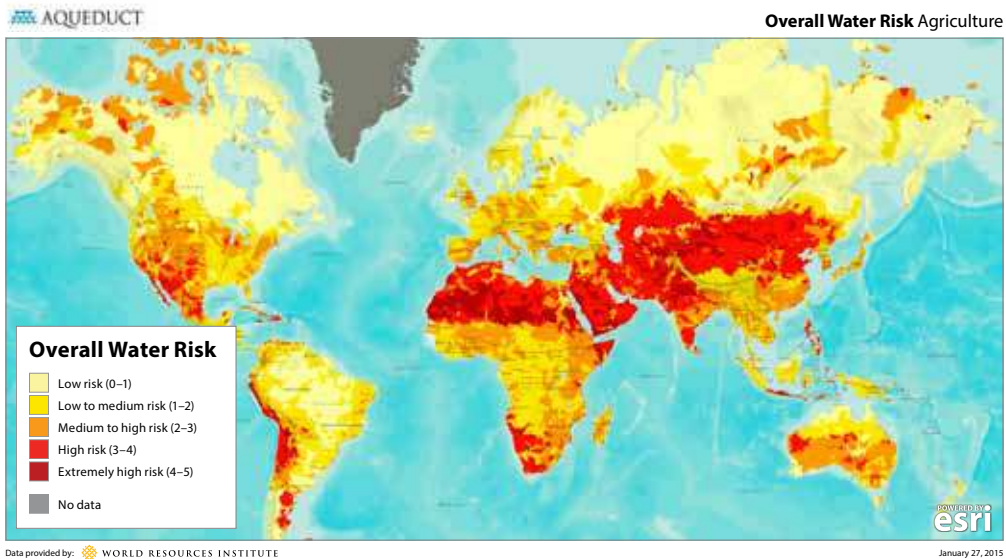 AQUEDUCT
Overall Water Risk Agriculture
Overall Water Risk
Low risk (0–1)
Low to medium risk (1–2)
Medium to high risk (2–3)
High risk (3–4)
Extremely high risk (4–5)
No data
POWERED BY
esri
Data provided by: WORLD RESOURCES INSTITUTE
January 27, 2015